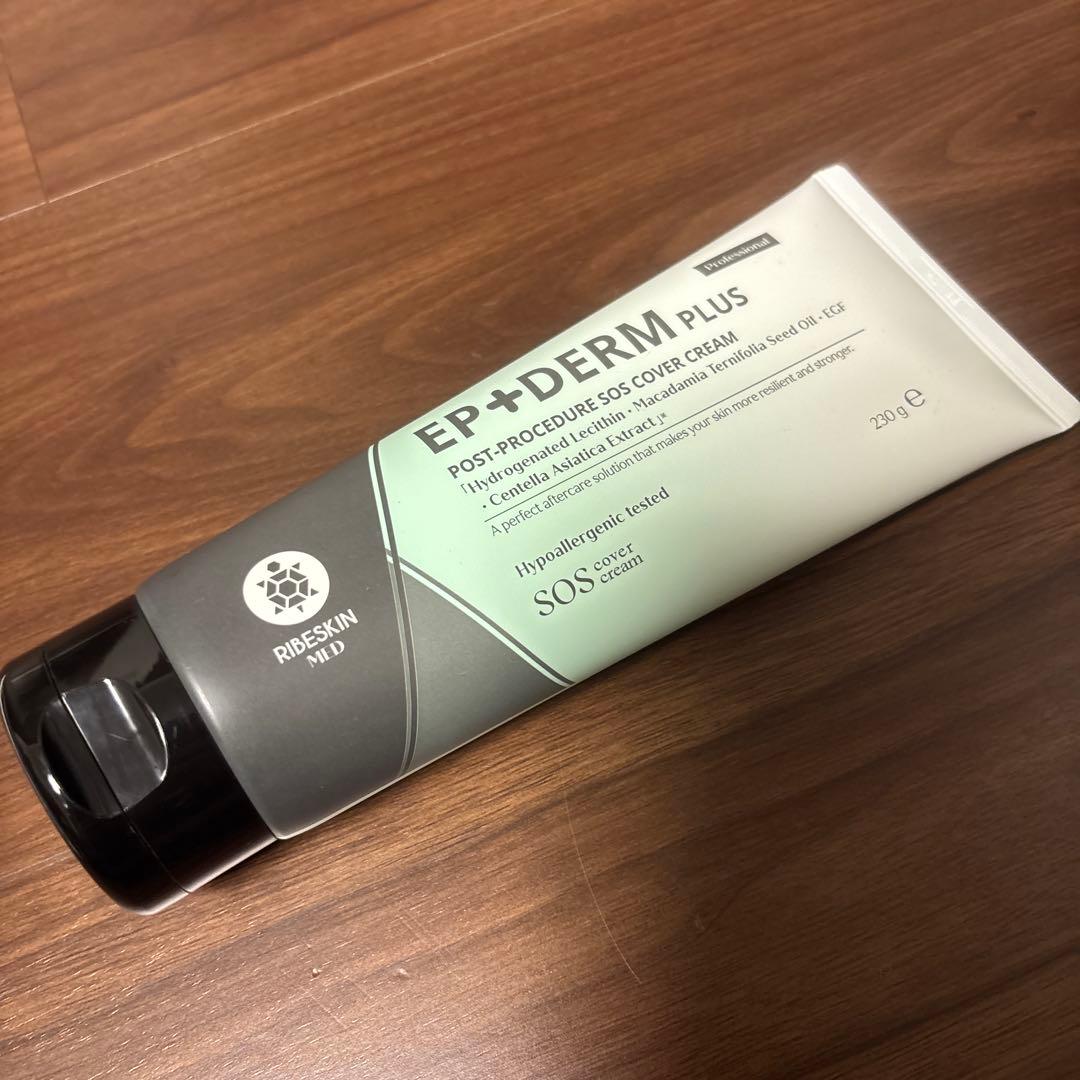 Professional
EP+DERM PLUS
POST-PROCEDURE SOS COVER CREAM
「Hydrogenated Lecithin · Macadamia Ternifolia Seed Oil · EGF
· Centella Asiatica Extract」*
A perfect aftercare solution that makes your skin more resilient and stronger.
230 g ℮
Hypoallergenic tested
SOS cover
cream
RIBESKIN
MED